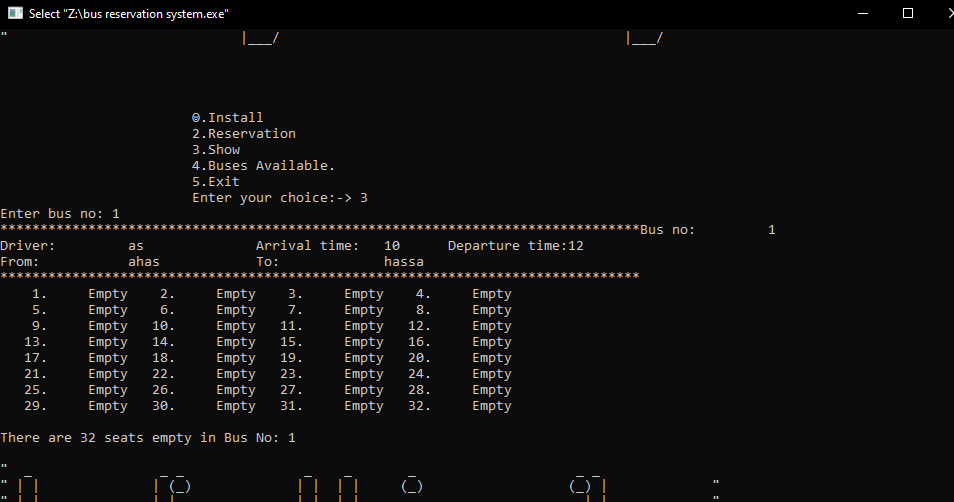 Select "Z:\bus reservation system.exe"
" |___/ |___/
☺.Install
2.Reservation
3.Show
4.Buses Available.
5.Exit
Enter your choice:-> 3
Enter bus no: 1
********************************************************************************Bus no: 1
Driver: as Arrival time: 10 Departure time:12
From: ahas To: hassa
********************************************************************************
1. Empty 2. Empty 3. Empty 4. Empty
5. Empty 6. Empty 7. Empty 8. Empty
9. Empty 10. Empty 11. Empty 12. Empty
13. Empty 14. Empty 15. Empty 16. Empty
17. Empty 18. Empty 19. Empty 20. Empty
21. Empty 22. Empty 23. Empty 24. Empty
25. Empty 26. Empty 27. Empty 28. Empty
29. Empty 30. Empty 31. Empty 32. Empty
There are 32 seats empty in Bus No: 1